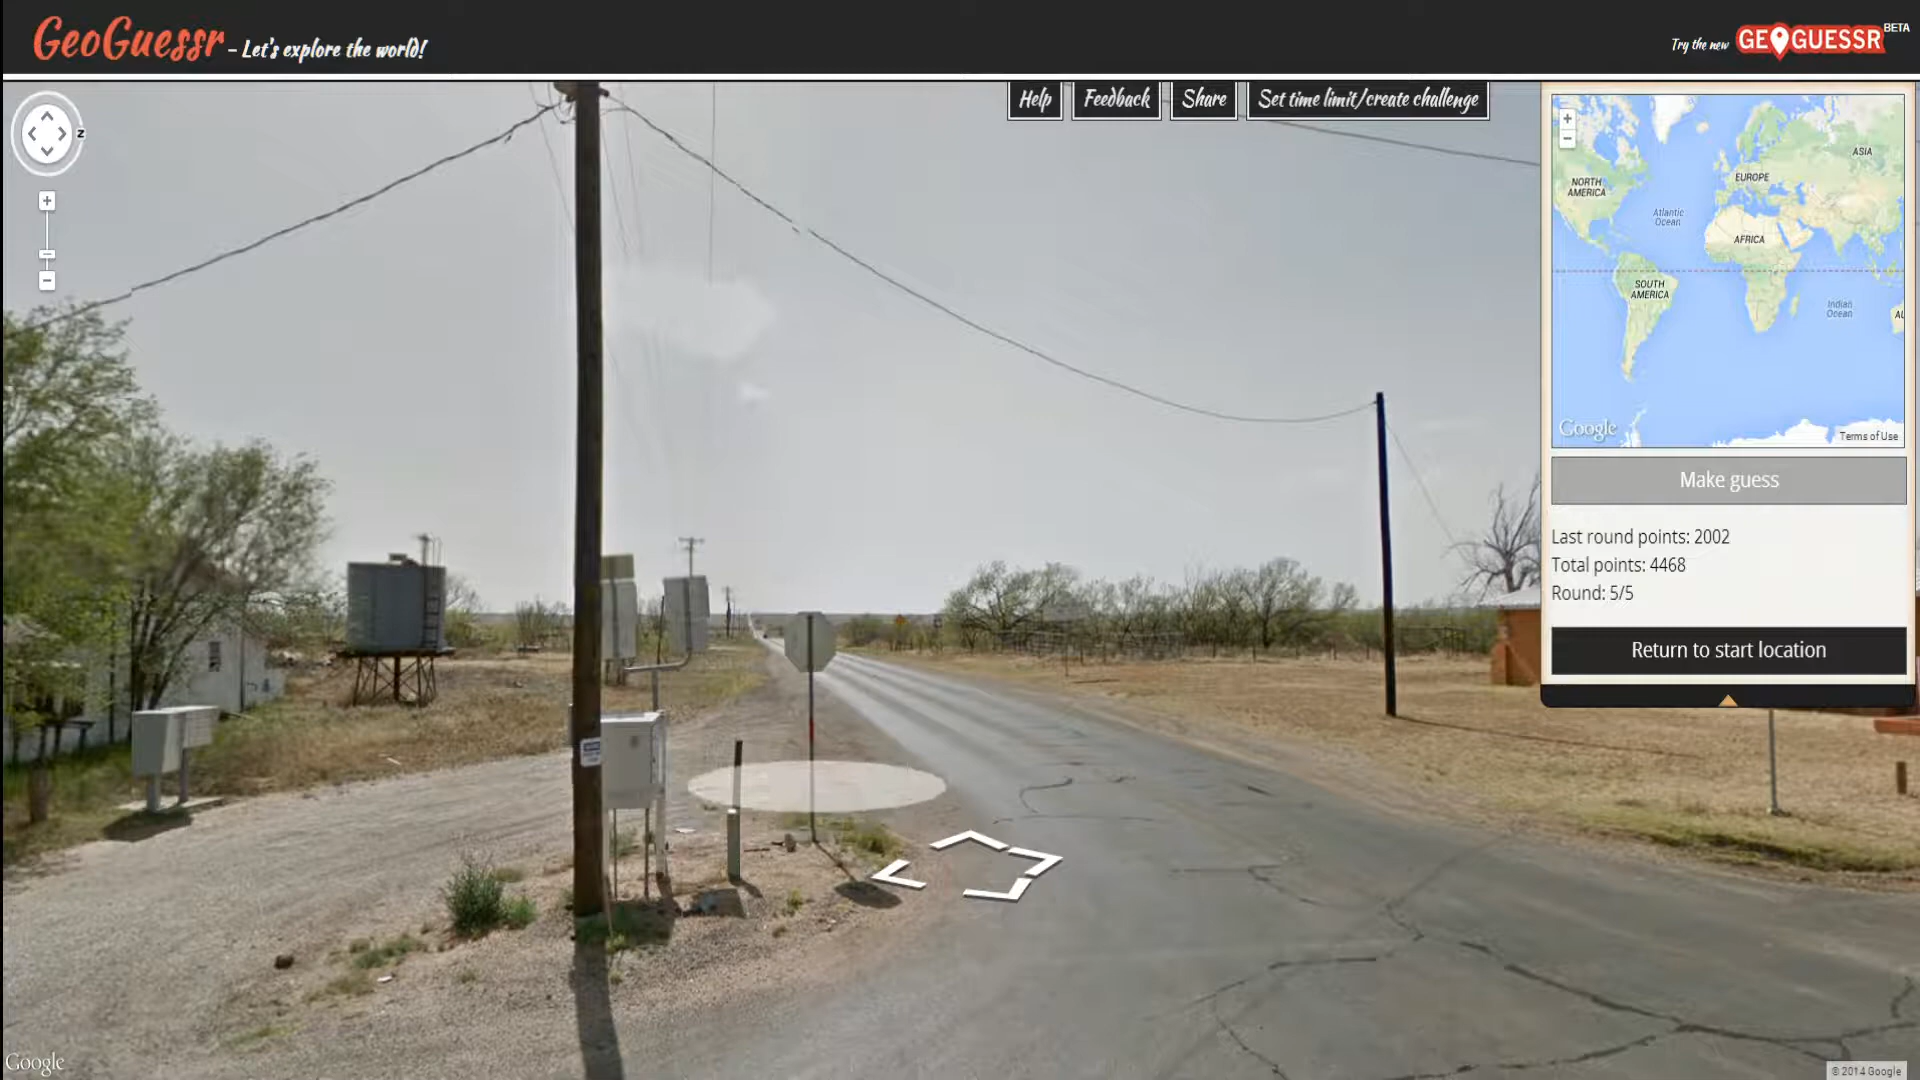 GeoGuessr - Let's explore the world!
Try the new GEOGUESSR BETA
Help
Feedback
Share
Set time limit/create challenge
Z
+
−
+
−
NORTH AMERICA
Atlantic Ocean
EUROPE
ASIA
AFRICA
SOUTH AMERICA
Indian Ocean
AU
Google
Terms of Use
Make guess
Last round points: 2002
Total points: 4468
Round: 5/5
Return to start location
Google
© 2014 Google